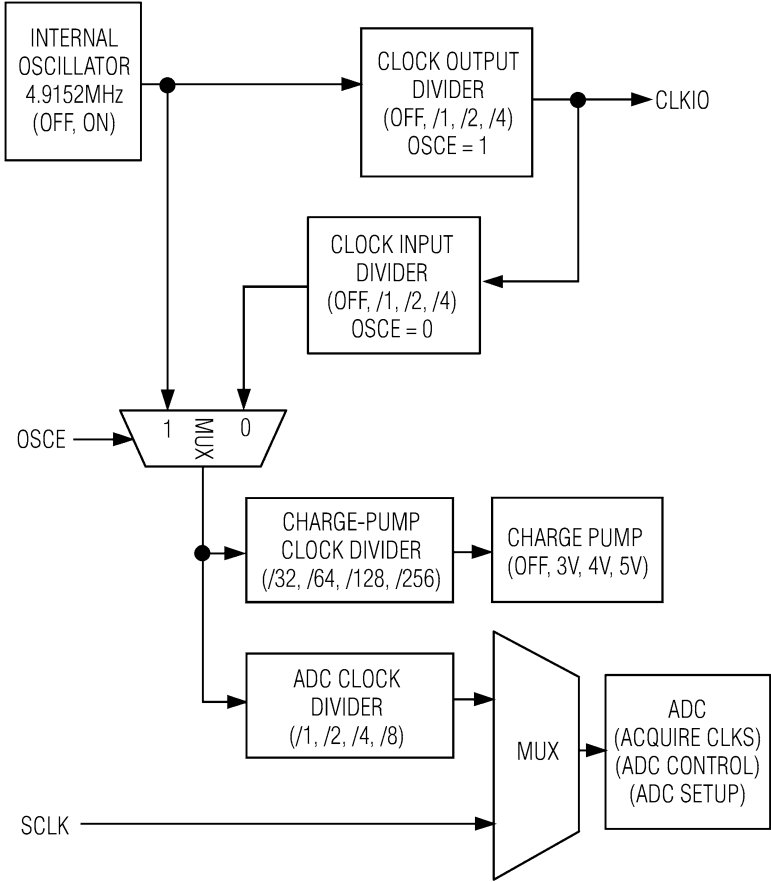 INTERNAL
OSCILLATOR
4.9152MHz
(OFF, ON)
CLOCK OUTPUT
DIVIDER
(OFF, /1, /2, /4)
OSCE = 1
CLKIO
CLOCK INPUT
DIVIDER
(OFF, /1, /2, /4)
OSCE = 0
OSCE
1
MUX
0
CHARGE-PUMP
CLOCK DIVIDER
(/32, /64, /128, /256)
CHARGE PUMP
(OFF, 3V, 4V, 5V)
ADC CLOCK
DIVIDER
(/1, /2, /4, /8)
MUX
ADC
(ACQUIRE CLKS)
(ADC CONTROL)
(ADC SETUP)
SCLK